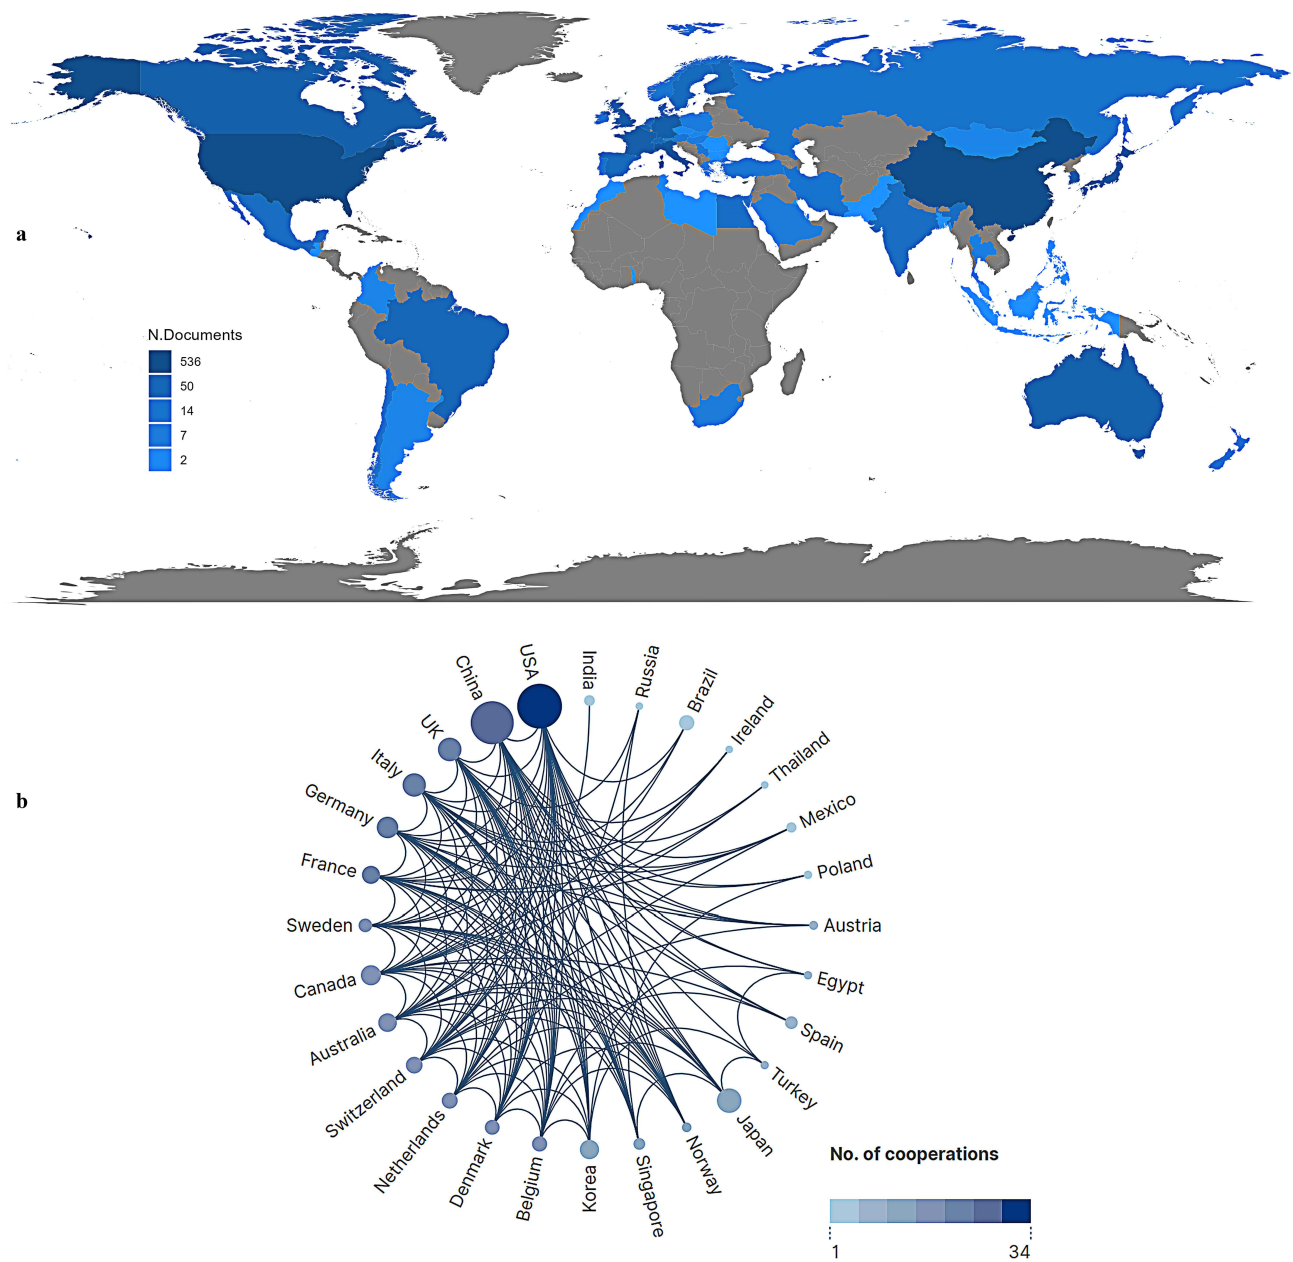 a
N.Documents
536
50
14
7
2
b
USA
India
Russia
Brazil
Ireland
Thailand
Mexico
Poland
Austria
Egypt
Spain
Turkey
Japan
Norway
Singapore
Korea
Belgium
Denmark
Netherlands
Switzerland
Australia
Canada
Sweden
France
Germany
Italy
UK
China
No. of cooperations
1 34